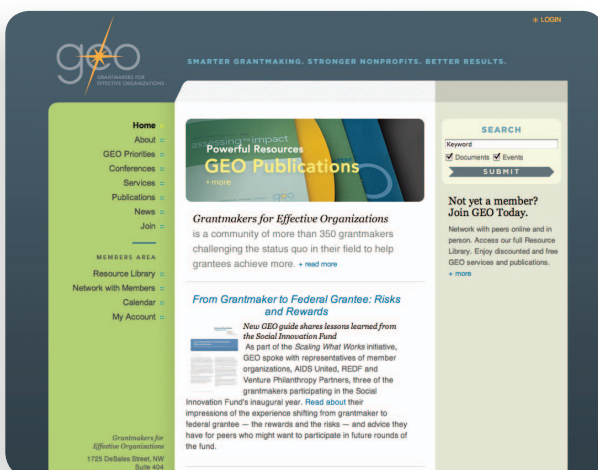 LOGIN
geo
GRANTMAKERS FOR
EFFECTIVE ORGANIZATIONS
SMARTER GRANTMAKING. STRONGER NONPROFITS. BETTER RESULTS.
Home
About
GEO Priorities
Conferences
Services
Publications
News
Join
MEMBERS AREA
Resource Library
Network with Members
Calendar
My Account
Grantmakers for
Effective Organizations
1725 DeSales Street, NW
Suite 404
assessing the impact
Powerful Resources
GEO Publications
+ more
Grantmakers for Effective Organizations
is a community of more than 350 grantmakers
challenging the status quo in their field to help
grantees achieve more. + read more
From Grantmaker to Federal Grantee: Risks
and Rewards
New GEO guide shares lessons learned from
the Social Innovation Fund
As part of the Scaling What Works initiative,
GEO spoke with representatives of member
organizations, AIDS United, REDF and
Venture Philanthropy Partners, three of the
grantmakers participating in the Social
Innovation Fund's inaugural year. Read about their
impressions of the experience shifting from grantmaker to
federal grantee — the rewards and the risks — and advice they
have for peers who might want to participate in future rounds of
the fund.
SEARCH
Keyword
Documents Events
SUBMIT
Not yet a member?
Join GEO Today.
Network with peers online and in
person. Access our full Resource
Library. Enjoy discounted and free
GEO services and publications.
+ more